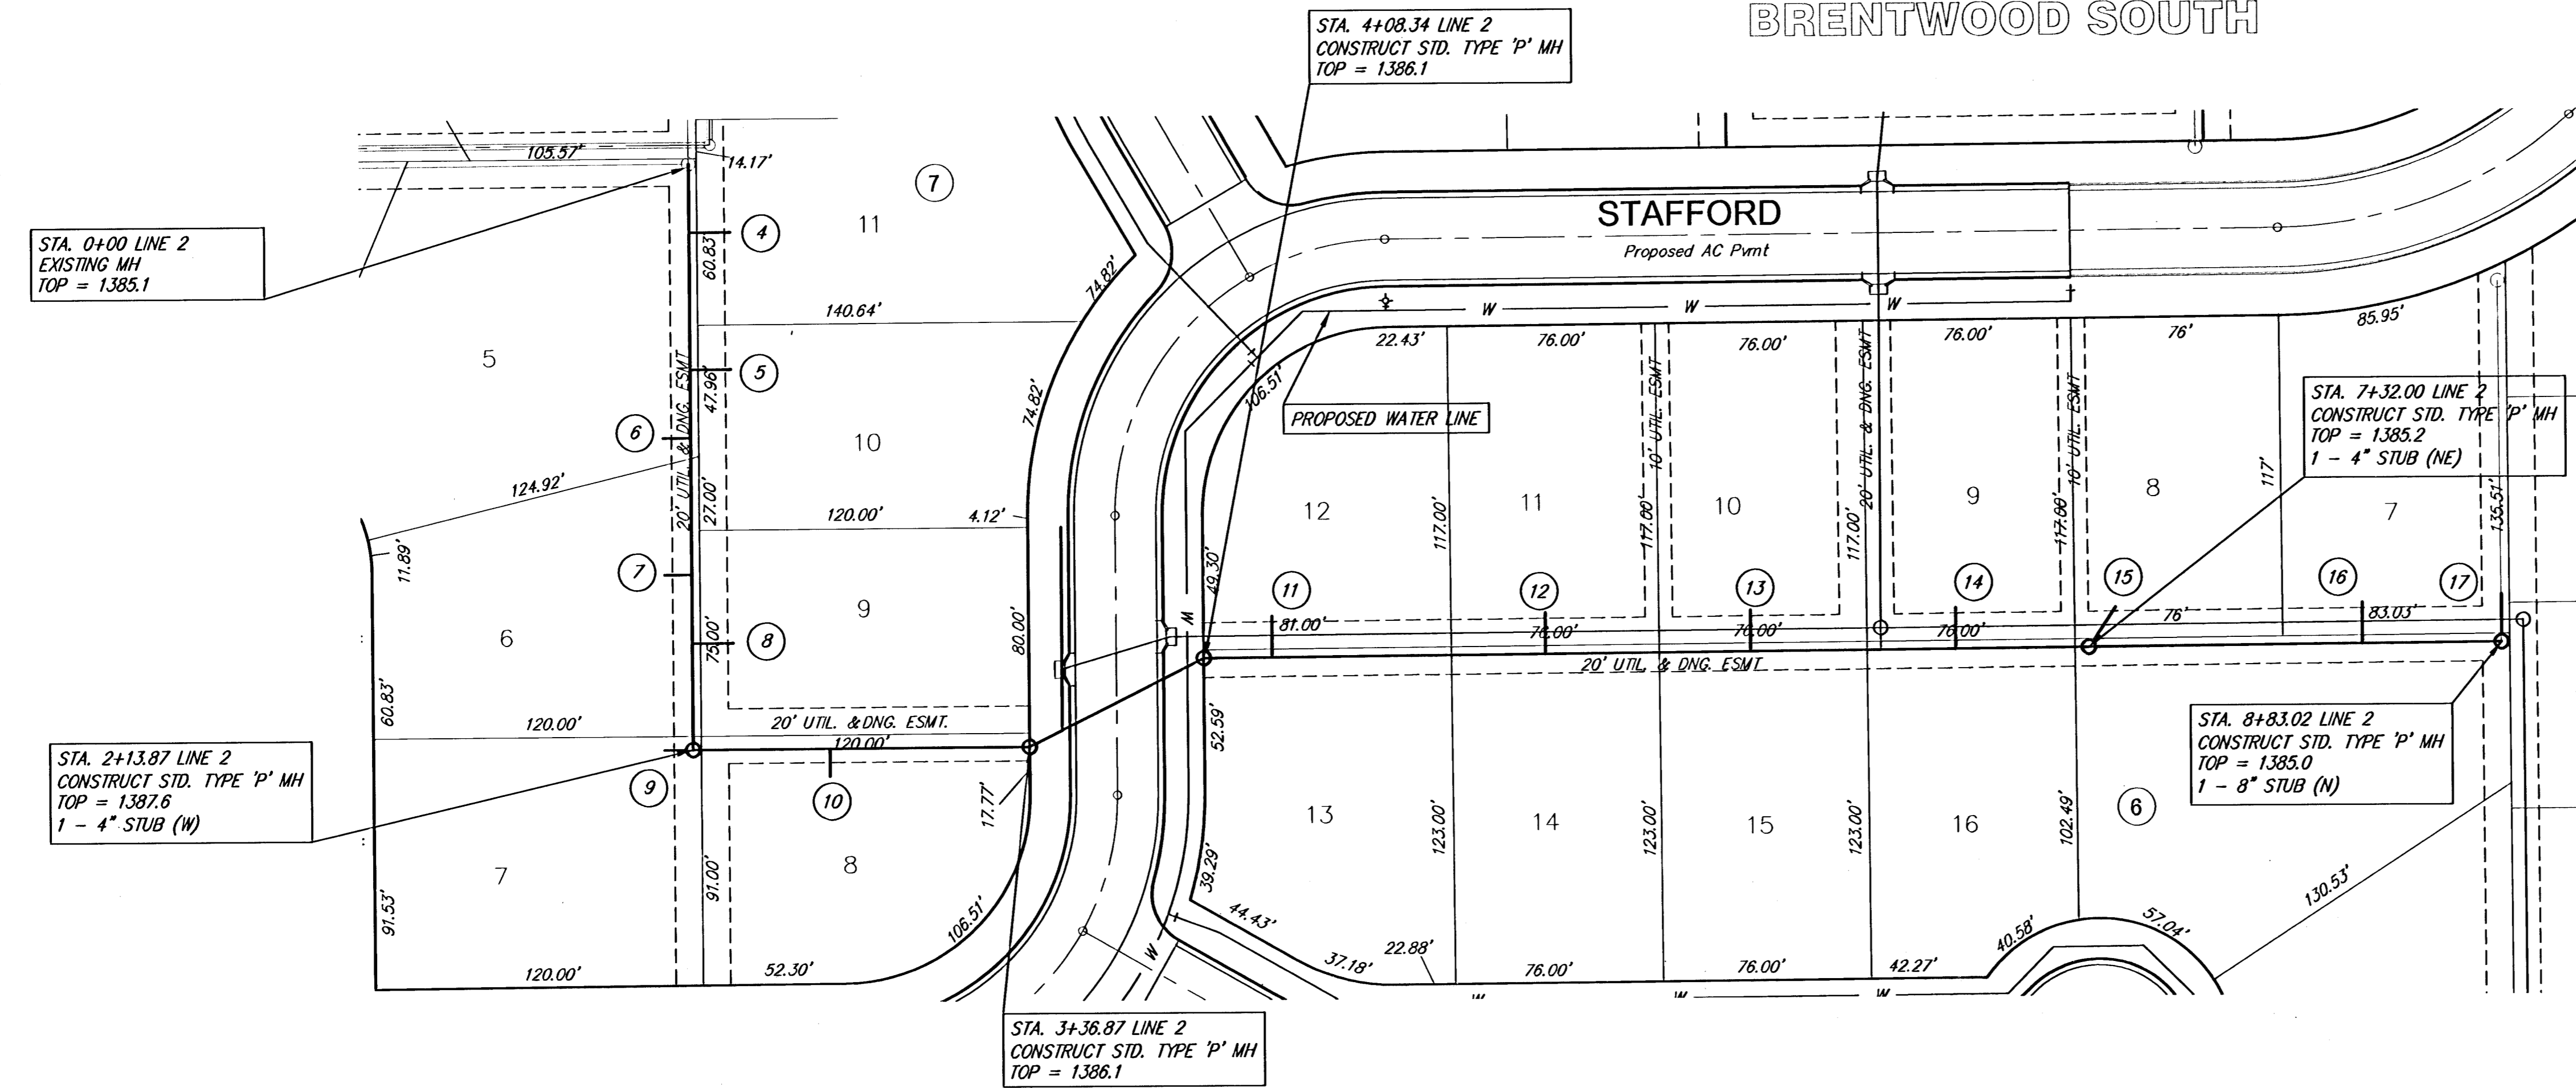 BRENTWOOD SOUTH
STA. 4+08.34 LINE 2
CONSTRUCT STD. TYPE 'P' MH
TOP = 1386.1
STA. 0+00 LINE 2
EXISTING MH
TOP = 1385.1
105.57'
14.17'
7
11
4
60.83'
140.64'
74.82'
74.82'
5
5
47.96'
10
6
20' UTIL. & DNG. ESMT
124.92'
27.00'
120.00'
4.12'
11.89'
7
9
6
8
75.00'
80.00'
60.83'
120.00'
20' UTIL. & DNG. ESMT.
120.00'
STA. 2+13.87 LINE 2
CONSTRUCT STD. TYPE 'P' MH
TOP = 1387.6
1 - 4" STUB (W)
9
10
17.77'
7
8
91.00'
91.53'
106.51'
120.00'
52.30'
STA. 3+36.87 LINE 2
CONSTRUCT STD. TYPE 'P' MH
TOP = 1386.1
STAFFORD
Proposed AC Pvmt
W
W
W
22.43'
76.00'
76.00'
76.00'
76'
85.95'
106.51'
PROPOSED WATER LINE
10' UTIL. ESMT
20' UTIL. & DNG. ESMT
10' UTIL. ESMT
STA. 7+32.00 LINE 2
CONSTRUCT STD. TYPE 'P' MH
TOP = 1385.2
1 - 4" STUB (NE)
12
11
10
9
8
7
117.00'
117.00'
117.00'
117.00'
117'
135.51'
49.30'
W
11
12
13
14
15
16
17
81.00'
76.00'
76.00'
76.00'
76'
83.03'
20' UTIL. & DNG. ESMT
52.59'
STA. 8+83.02 LINE 2
CONSTRUCT STD. TYPE 'P' MH
TOP = 1385.0
1 - 8" STUB (N)
13
14
15
16
6
123.00'
123.00'
123.00'
102.49'
39.29'
44.43'
130.53'
W
37.18'
22.88'
76.00'
76.00'
42.27'
40.58'
57.04'
W
W
W